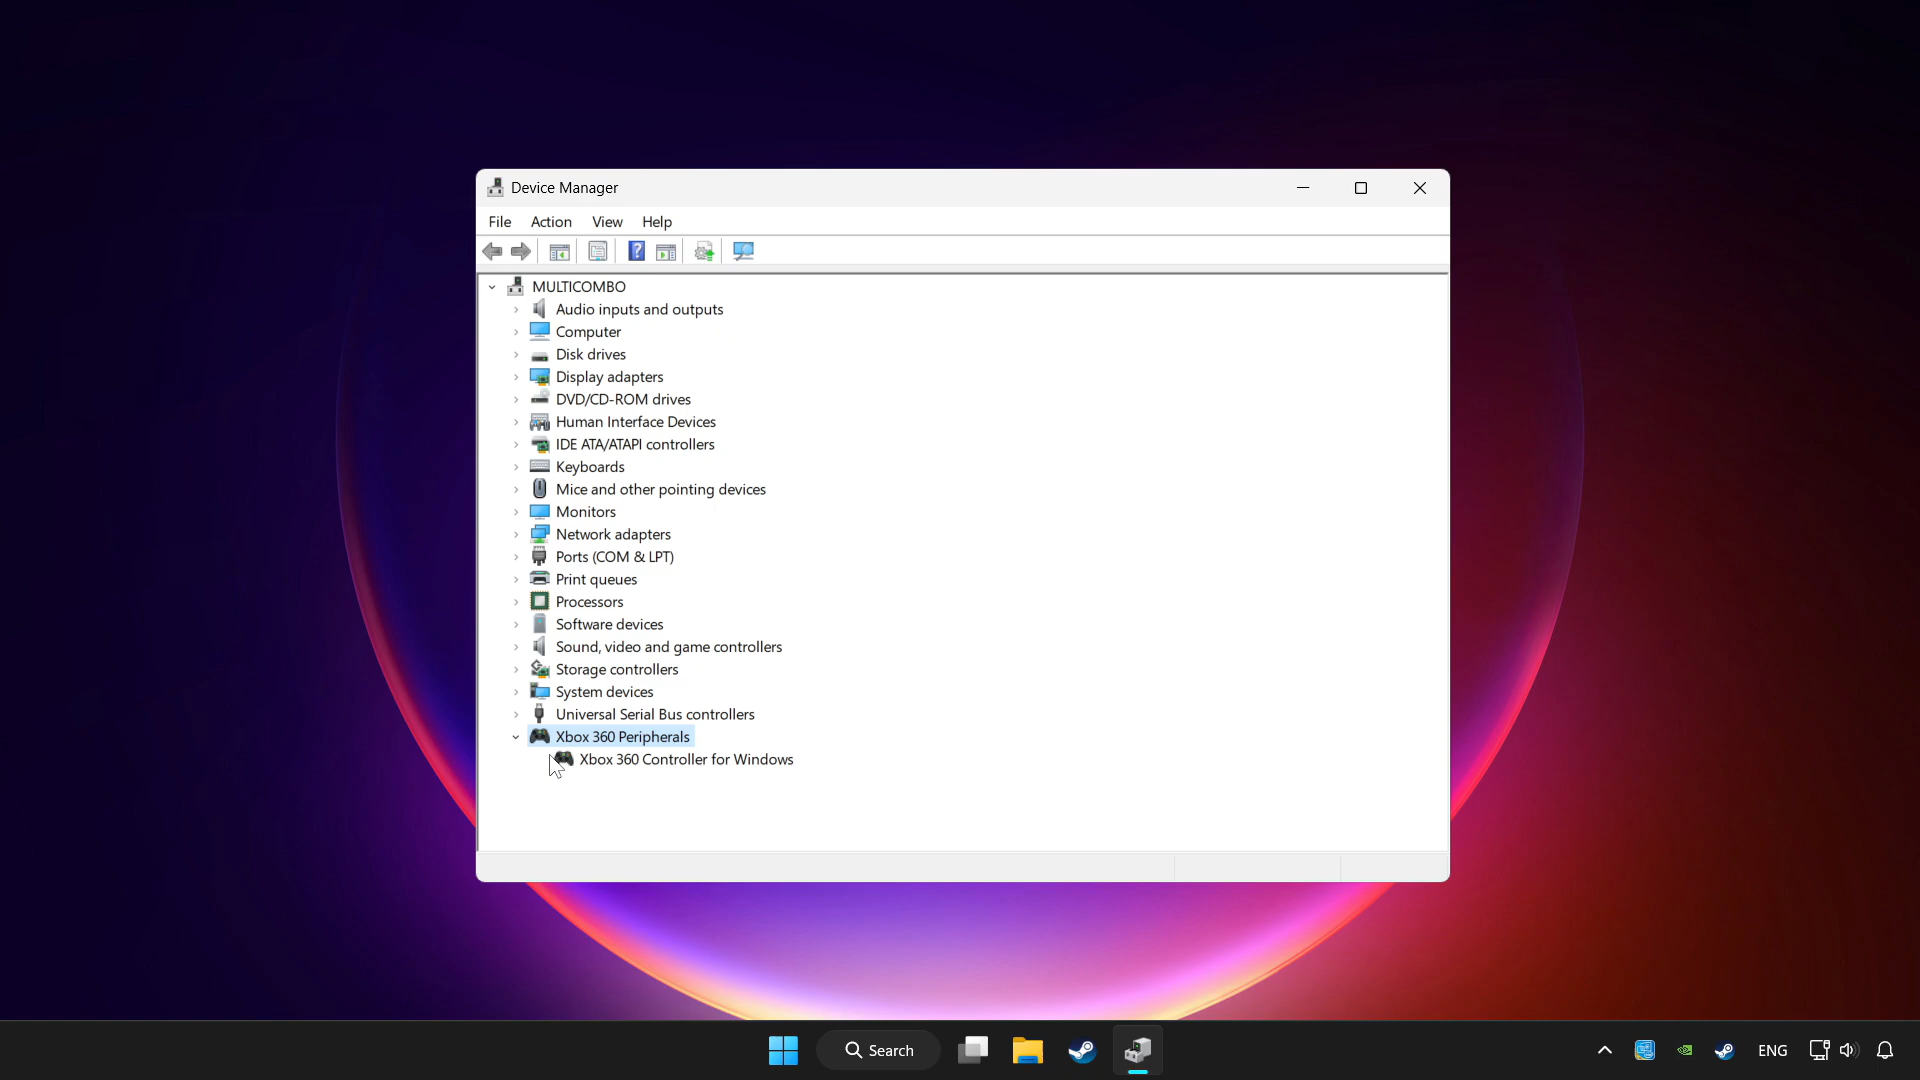 Device Manager
File Action View Help
MULTICOMBO
Audio inputs and outputs
Computer
Disk drives
Display adapters
DVD/CD-ROM drives
Human Interface Devices
IDE ATA/ATAPI controllers
Keyboards
Mice and other pointing devices
Monitors
Network adapters
Ports (COM & LPT)
Print queues
Processors
Software devices
Sound, video and game controllers
Storage controllers
System devices
Universal Serial Bus controllers
Xbox 360 Peripherals
Xbox 360 Controller for Windows
Search
ENG